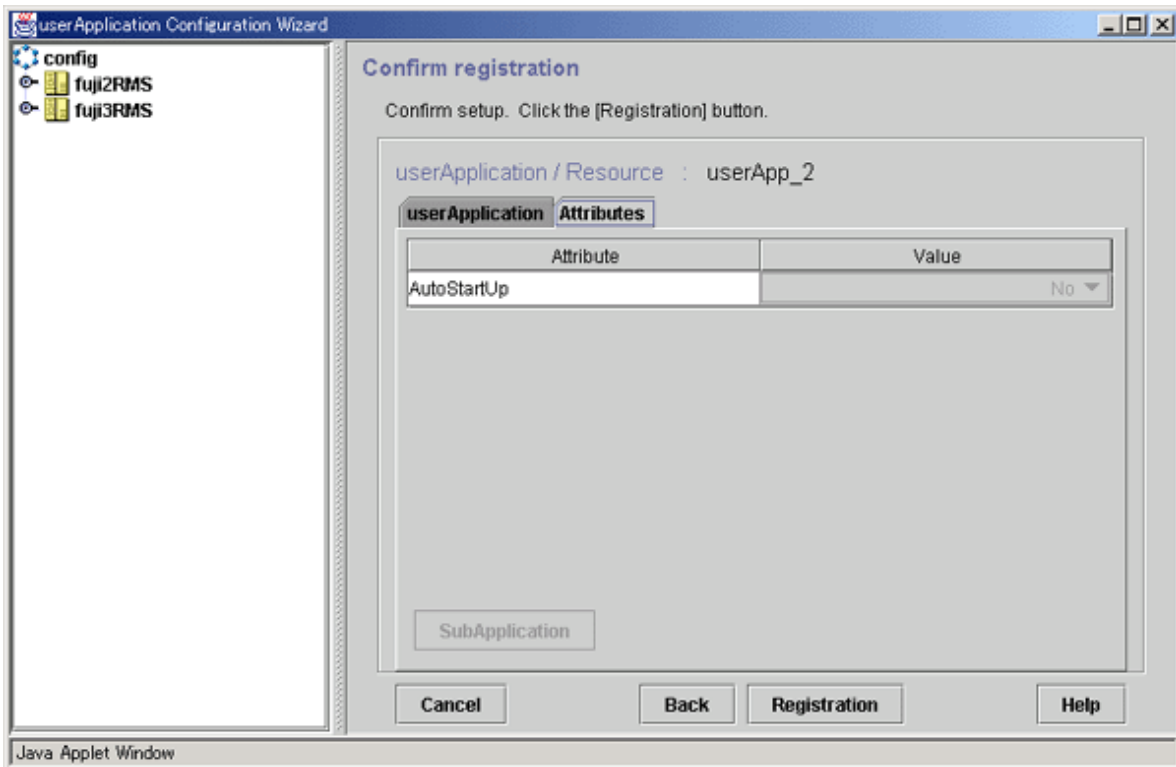 userApplication Configuration Wizard
config
fuji2RMS
fuji3RMS
Confirm registration
Confirm setup. Click the [Registration] button.
userApplication / Resource : userApp_2
userApplication Attributes
Attribute Value
AutoStartUp No
SubApplication
Cancel Back Registration Help
Java Applet Window